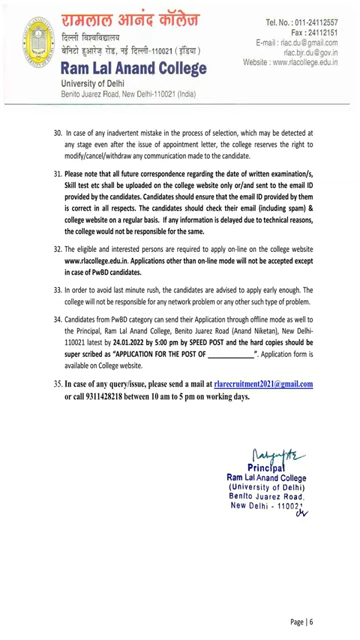 रामलाल आनंद कॉलेज
दिल्ली विश्वविद्यालय
बेनिटो हुआरेज़ रोड, नई दिल्ली-110021 (इंडिया)
Ram Lal Anand College
University of Delhi
Benito Juarez Road, New Delhi-110021 (India)
Tel. No. : 011-24112557
Fax : 24112151
E-mail : rlac.du@gmail.com
rlac.bjr.du@gov.in
Website : www.rlacollege.edu.in
30. In case of any inadvertent mistake in the process of selection, which may be detected at
any stage even after the issue of appointment letter, the college reserves the right to
modify/cancel/withdraw any communication made to the candidate.
31. Please note that all future correspondence regarding the date of written examination/s,
Skill test etc shall be uploaded on the college website only or/and sent to the email ID
provided by the candidates. Candidates should ensure that the email ID provided by them
is correct in all respects. The candidates should check their email (including spam) &
college website on a regular basis. If any information is delayed due to technical reasons,
the college would not be responsible for the same.
32. The eligible and interested persons are required to apply on-line on the college website
www.rlacollege.edu.in. Applications other than on-line mode will not be accepted except
in case of PwBD candidates.
33. In order to avoid last minute rush, the candidates are advised to apply early enough. The
college will not be responsible for any network problem or any other such type of problem.
34. Candidates from PwBD category can send their Application through offline mode as well to
the Principal, Ram Lal Anand College, Benito Juarez Road (Anand Niketan), New Delhi-
110021 latest by 24.01.2022 by 5:00 pm by SPEED POST and the hard copies should be
super scribed as “APPLICATION FOR THE POST OF ____________”. Application form is
available on College website.
35. In case of any query/issue, please send a mail at rlarecruitment2021@gmail.com
or call 9311428218 between 10 am to 5 pm on working days.
Principal
Ram Lal Anand College
(University of Delhi)
Benito Juarez Road,
New Delhi - 110021
Page | 6